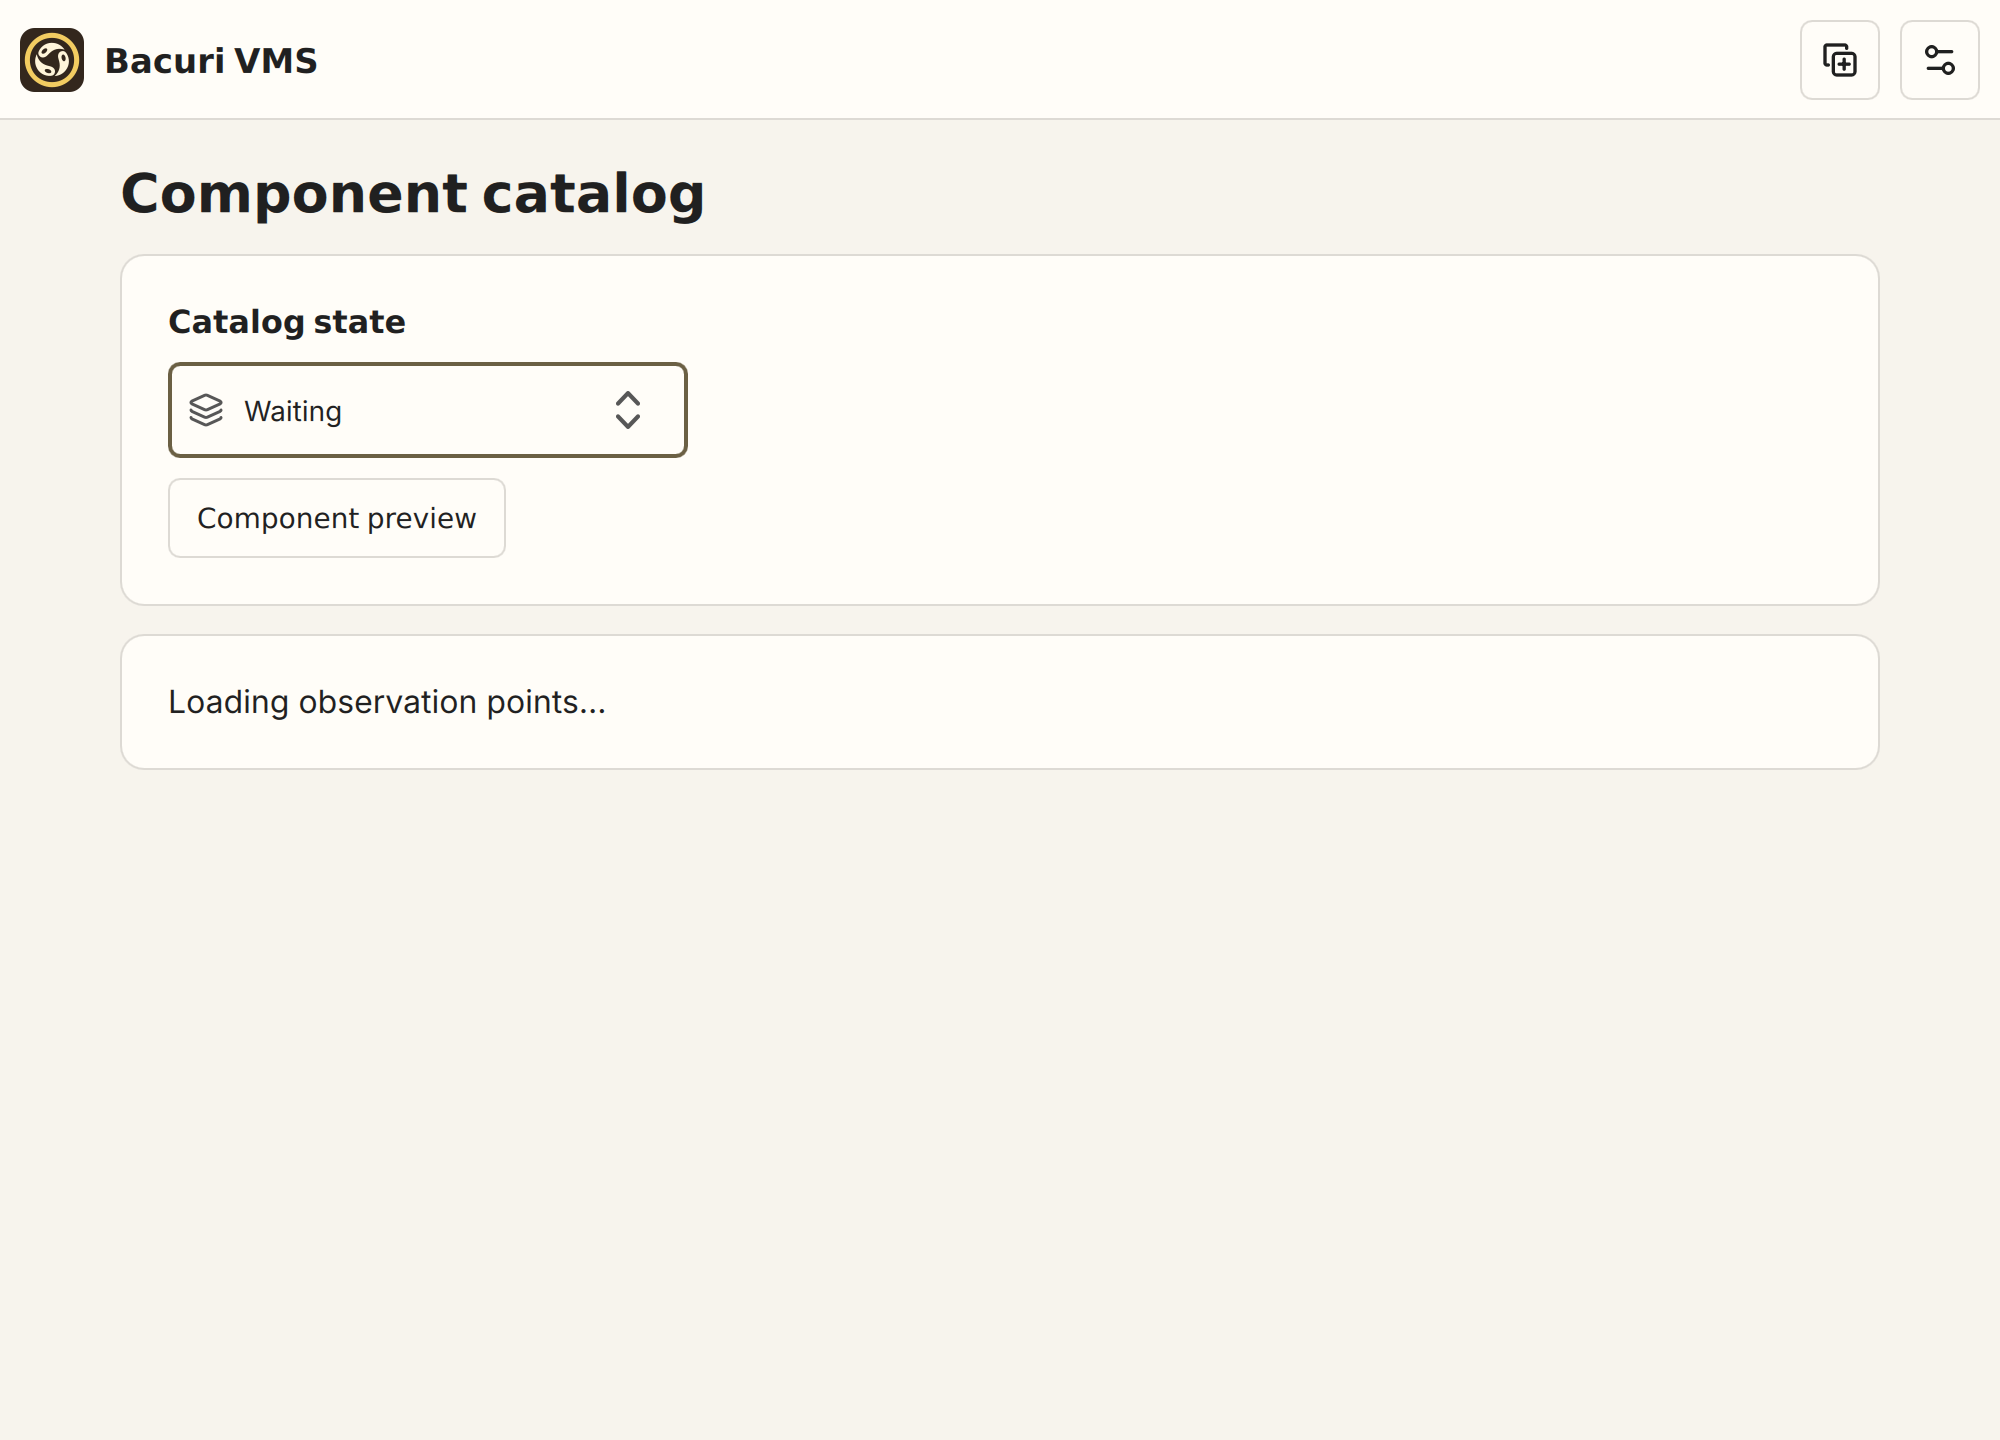 Bacuri VMS
Component catalog
Catalog state
Waiting
Component preview
Loading observation points...